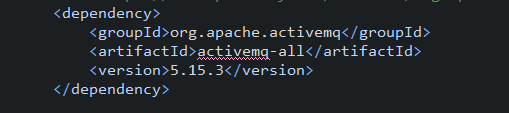 <dependency>
<groupId>org.apache.activemq</groupId>
<artifactId>activemq-all</artifactId>
<version>5.15.3</version>
</dependency>